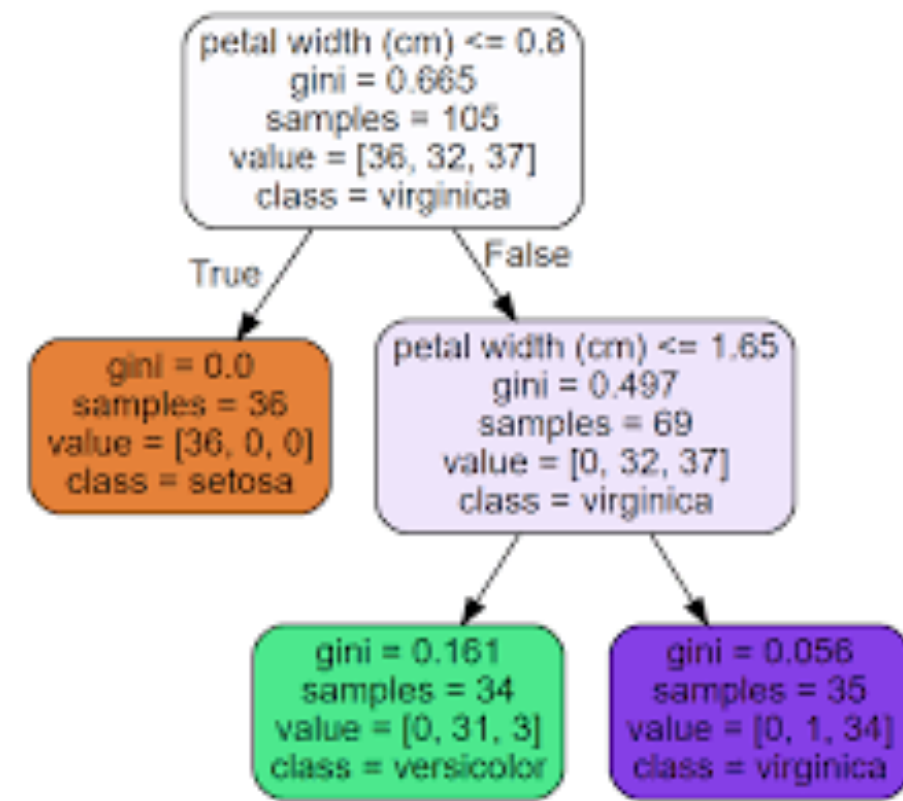 petal width (cm) <= 0.8
gini = 0.665
samples = 105
value = [36, 32, 37]
class = virginica
True
False
gini = 0.0
samples = 36
value = [36, 0, 0]
class = setosa
petal width (cm) <= 1.65
gini = 0.497
samples = 69
value = [0, 32, 37]
class = virginica
gini = 0.161
samples = 34
value = [0, 31, 3]
class = versicolor
gini = 0.056
samples = 35
value = [0, 1, 34]
class = virginica